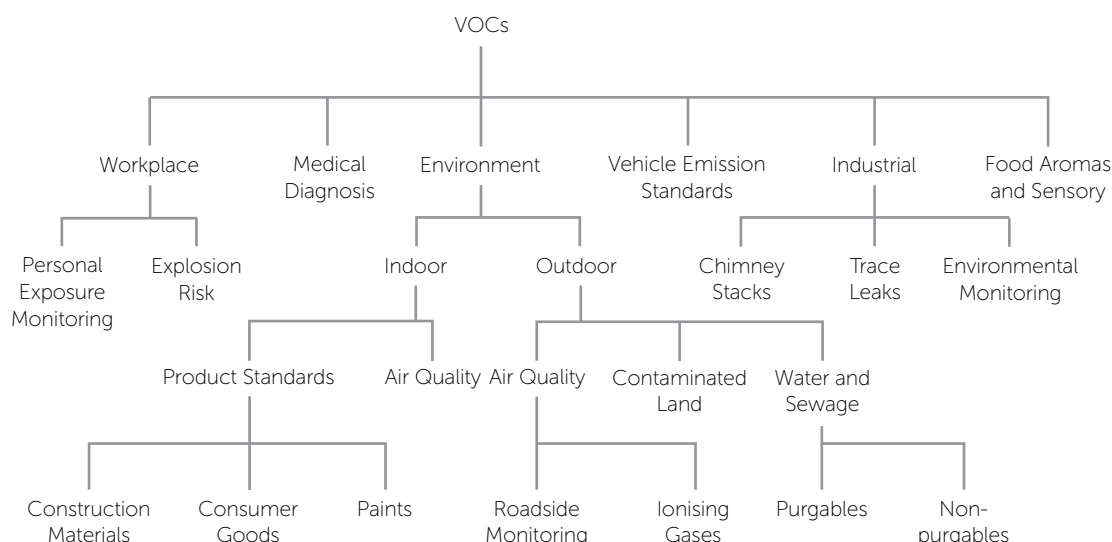 VOCs
Workplace
Medical
Diagnosis
Environment
Vehicle Emission
Standards
Industrial
Food Aromas
and Sensory
Personal
Exposure
Monitoring
Explosion
Risk
Indoor
Outdoor
Chimney
Stacks
Trace
Leaks
Environmental
Monitoring
Product Standards
Air Quality
Air Quality
Contaminated
Land
Water and
Sewage
Construction
Materials
Consumer
Goods
Paints
Roadside
Monitoring
Ionising
Gases
Purgables
Non-
purgables